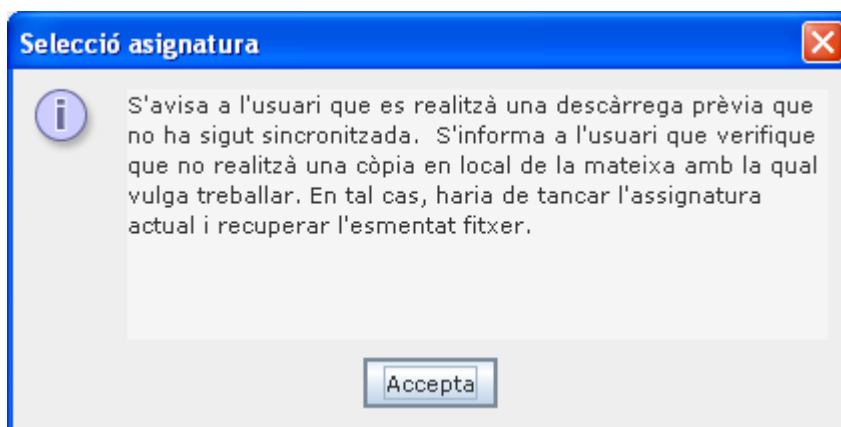 Selecció asignatura
S'avisa a l'usuari que es realitzà una descàrrega prèvia que
no ha sigut sincronitzada.  S'informa a l'usuari que verifique
que no realitzà una còpia en local de la mateixa amb la qual
vulga treballar. En tal cas, haria de tancar l'assignatura
actual i recuperar l'esmentat fitxer.
Accepta